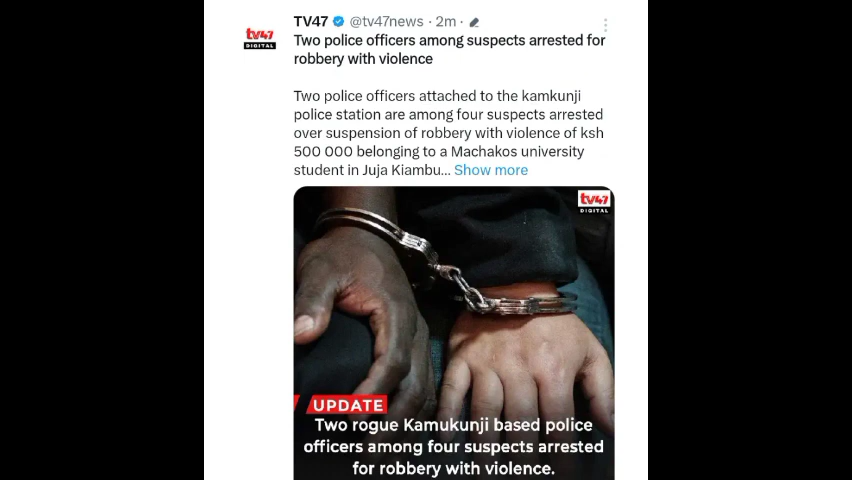 TV47 @tv47news · 2m ·
tv47
DIGITAL
Two police officers among suspects arrested for
robbery with violence
Two police officers attached to the kamkunji
police station are among four suspects arrested
over suspension of robbery with violence of ksh
500 000 belonging to a Machakos university
student in Juja Kiambu... Show more
tv47
DIGITAL
UPDATE
Two rogue Kamukunji based police
officers among four suspects arrested
for robbery with violence.